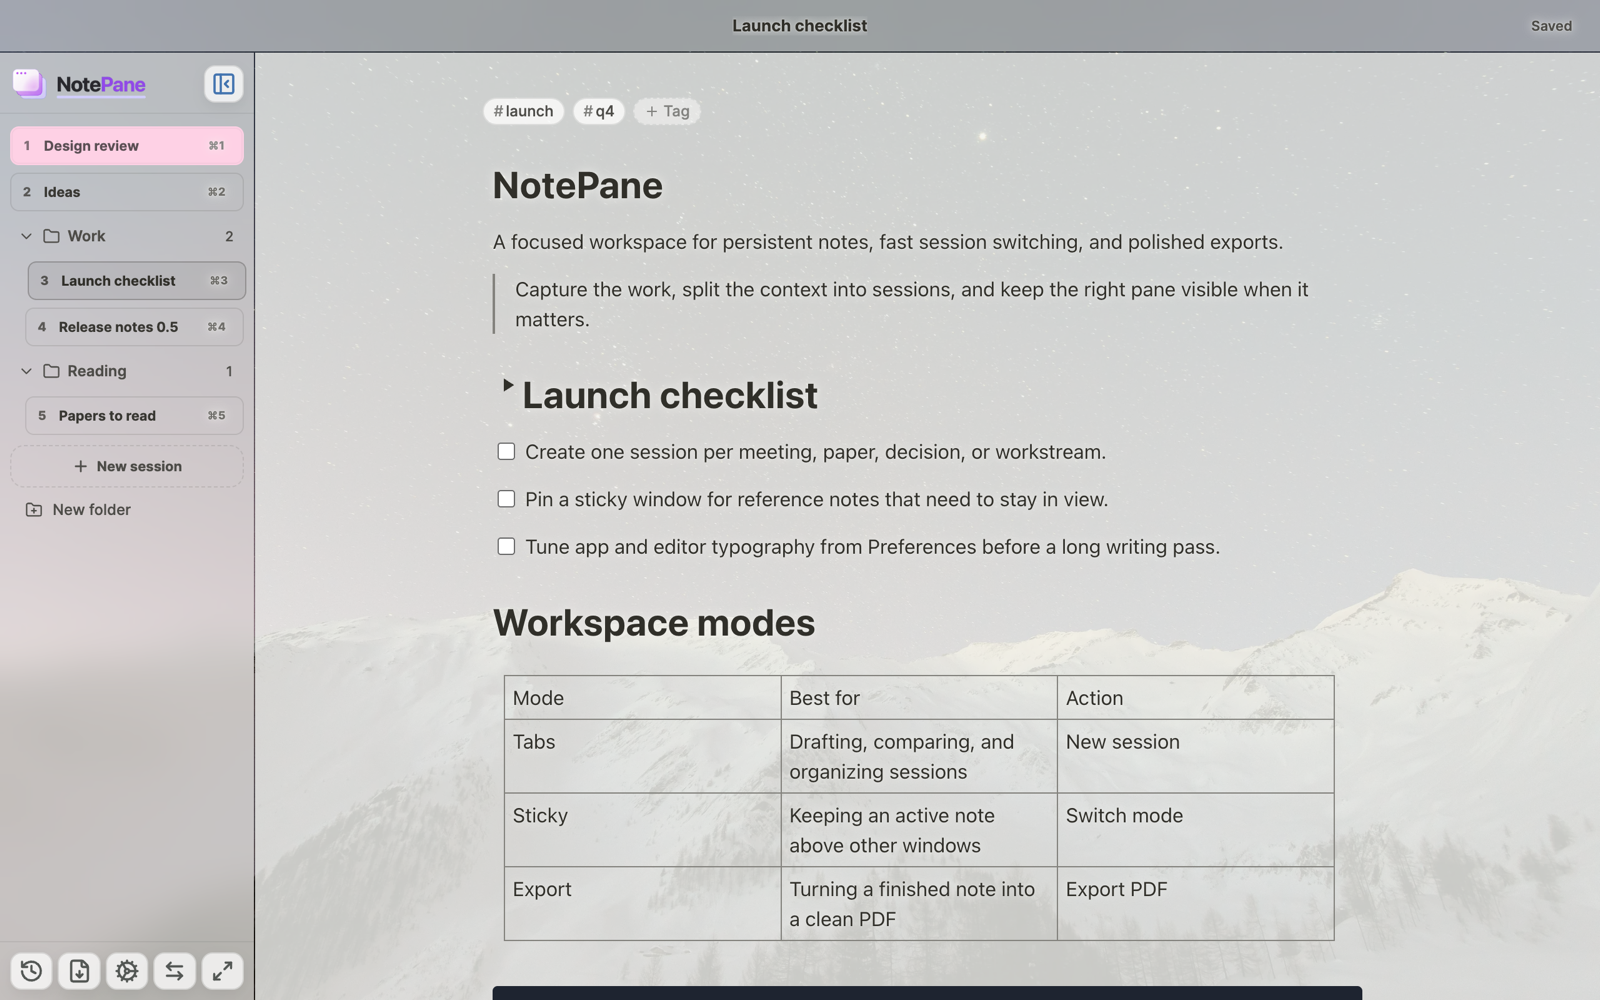 Launch checklist
Saved
NotePane
1 Design review ⌘1
2 Ideas ⌘2
Work 2
3 Launch checklist ⌘3
4 Release notes 0.5 ⌘4
Reading 1
5 Papers to read ⌘5
+ New session
New folder
#launch #q4 + Tag
NotePane
A focused workspace for persistent notes, fast session switching, and polished exports.
Capture the work, split the context into sessions, and keep the right pane visible when it
matters.
Launch checklist
Create one session per meeting, paper, decision, or workstream.
Pin a sticky window for reference notes that need to stay in view.
Tune app and editor typography from Preferences before a long writing pass.
Workspace modes
Mode Best for Action
Tabs Drafting, comparing, and New session
organizing sessions
Sticky Keeping an active note Switch mode
above other windows
Export Turning a finished note into Export PDF
a clean PDF